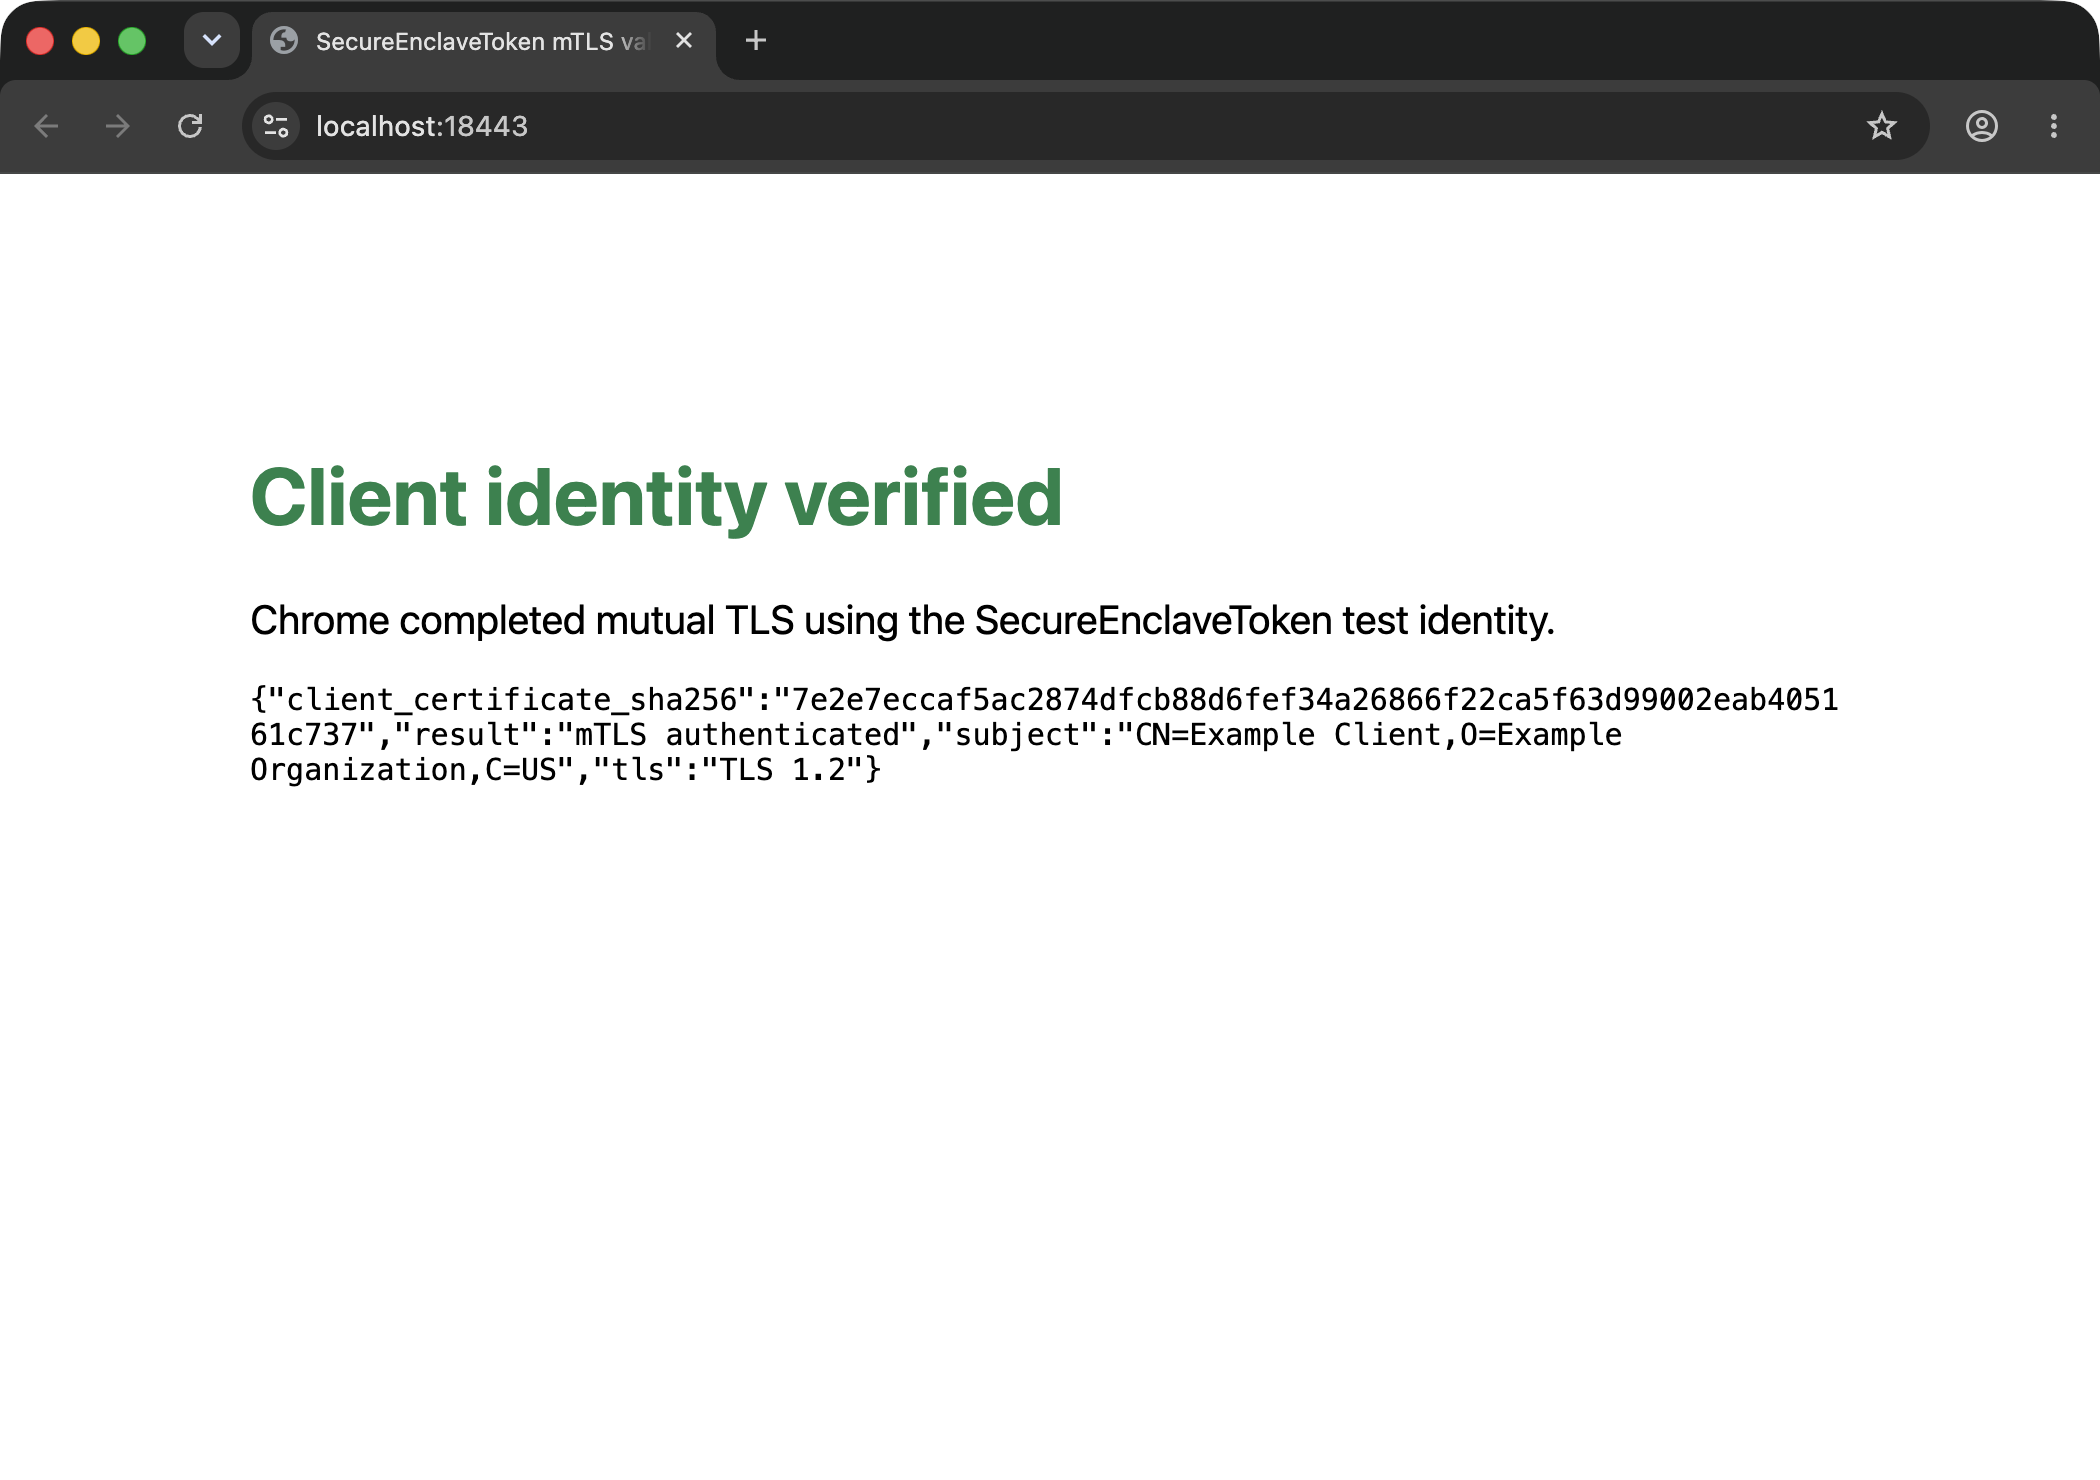 SecureEnclaveToken mTLS va
localhost:18443
Client identity verified
Chrome completed mutual TLS using the SecureEnclaveToken test identity.
{"client_certificate_sha256":"7e2e7eccaf5ac2874dfcb88d6fef34a26866f22ca5f63d99002eab4051
61c737","result":"mTLS authenticated","subject":"CN=Example Client,O=Example
Organization,C=US","tls":"TLS 1.2"}